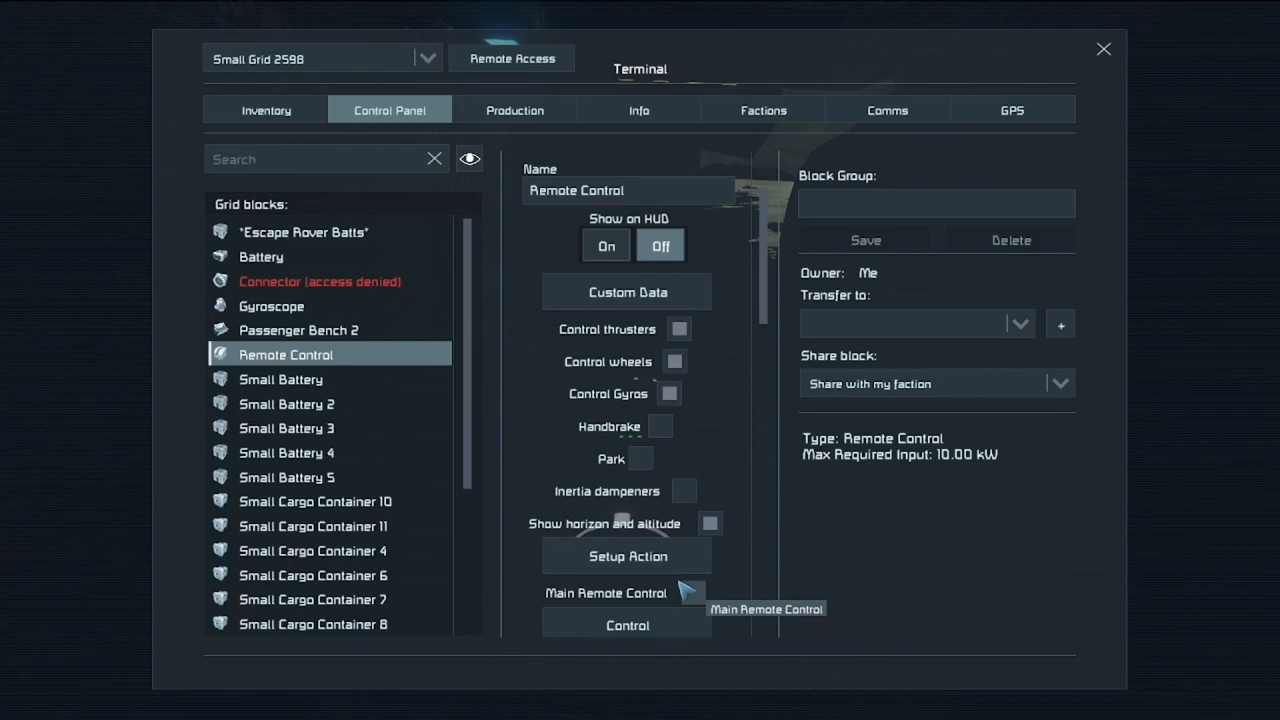 Small Grid 2598
Remote Access
Terminal
Inventory
Control Panel
Production
Info
Factions
Comms
GPS
Search
Grid blocks:
*Escape Rover Batts*
Battery
Connector (access denied)
Gyroscope
Passenger Bench 2
Remote Control
Small Battery
Small Battery 2
Small Battery 3
Small Battery 4
Small Battery 5
Small Cargo Container 10
Small Cargo Container 11
Small Cargo Container 4
Small Cargo Container 6
Small Cargo Container 7
Small Cargo Container 8
Name
Remote Control
Show on HUD
On
Off
Custom Data
Control thrusters
Control wheels
Control Gyros
Handbrake
Park
Inertia dampeners
Show horizon and altitude
Setup Action
Main Remote Control
Main Remote Control
Control
Block Group:
Save
Delete
Owner: Me
Transfer to:
+
Share block:
Share with my faction
Type: Remote Control
Max Required Input: 10.00 kW